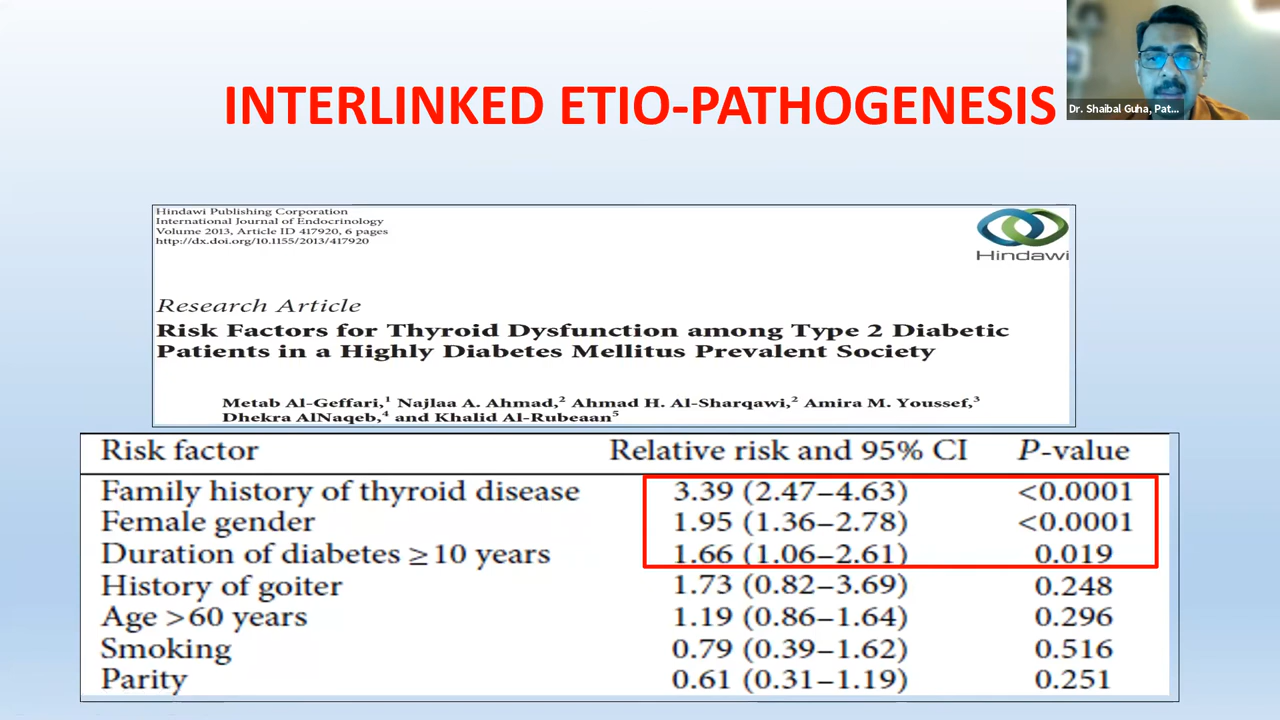 INTERLINKED ETIO-PATHOGENESIS
Dr. Shaibal Guha, Pat...
Hindawi Publishing Corporation
International Journal of Endocrinology
Volume 2013, Article ID 417920, 6 pages
http://dx.doi.org/10.1155/2013/417920
Hindawi
Research Article
Risk Factors for Thyroid Dysfunction among Type 2 Diabetic
Patients in a Highly Diabetes Mellitus Prevalent Society
Metab Al-Geffari,1 Najlaa A. Ahmad,2 Ahmad H. Al-Sharqawi,2 Amira M. Youssef,3
Dhekra AlNaqeb,4 and Khalid Al-Rubeaan5
Risk factor Relative risk and 95% CI P-value
Family history of thyroid disease 3.39 (2.47–4.63) <0.0001
Female gender 1.95 (1.36–2.78) <0.0001
Duration of diabetes ≥10 years 1.66 (1.06–2.61) 0.019
History of goiter 1.73 (0.82–3.69) 0.248
Age >60 years 1.19 (0.86–1.64) 0.296
Smoking 0.79 (0.39–1.62) 0.516
Parity 0.61 (0.31–1.19) 0.251